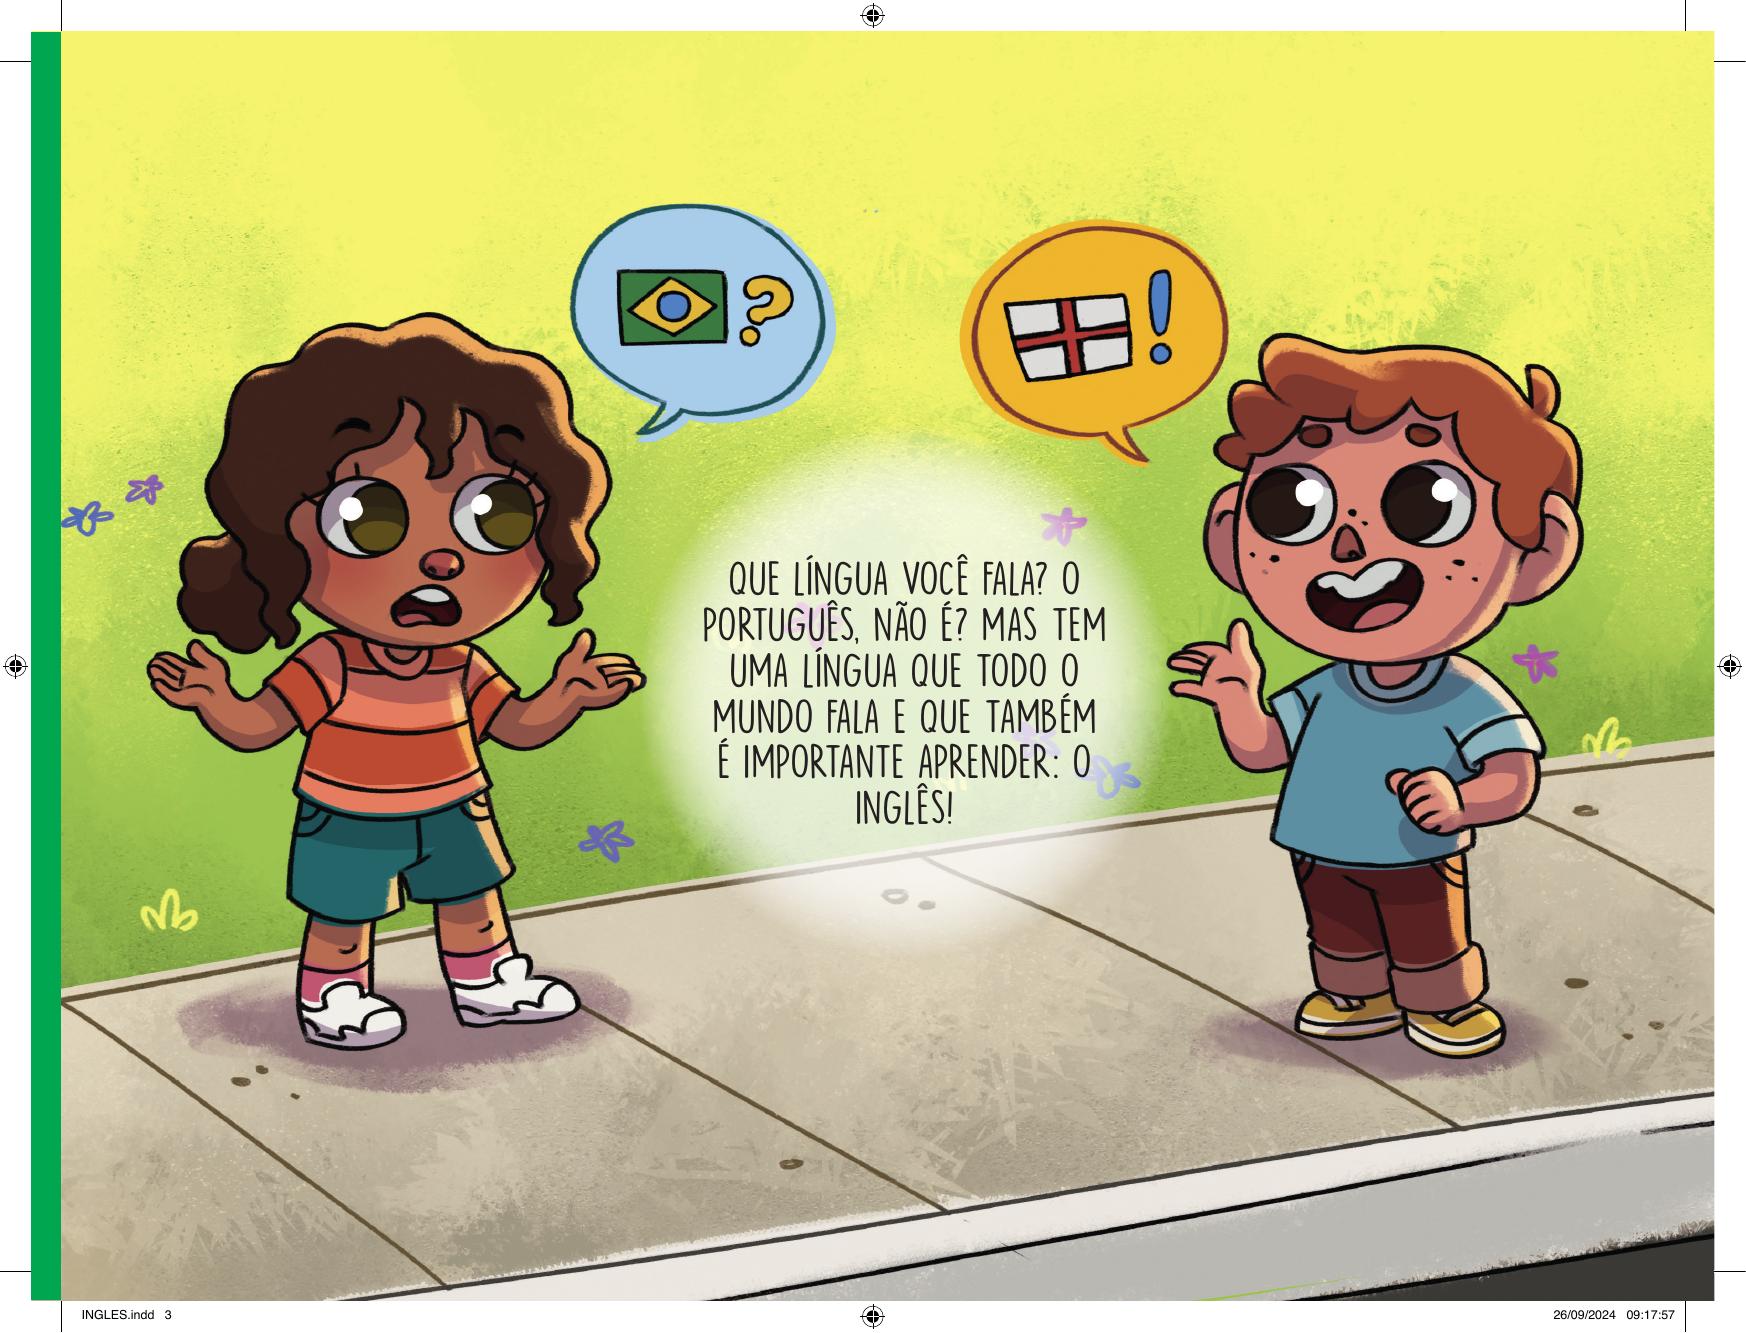 ?
!
QUE LÍNGUA VOCÊ FALA? O
PORTUGUÊS, NÃO É? MAS TEM
UMA LÍNGUA QUE TODO O
MUNDO FALA E QUE TAMBÉM
É IMPORTANTE APRENDER: O
INGLÊS!
INGLES.indd 3
26/09/2024 09:17:57